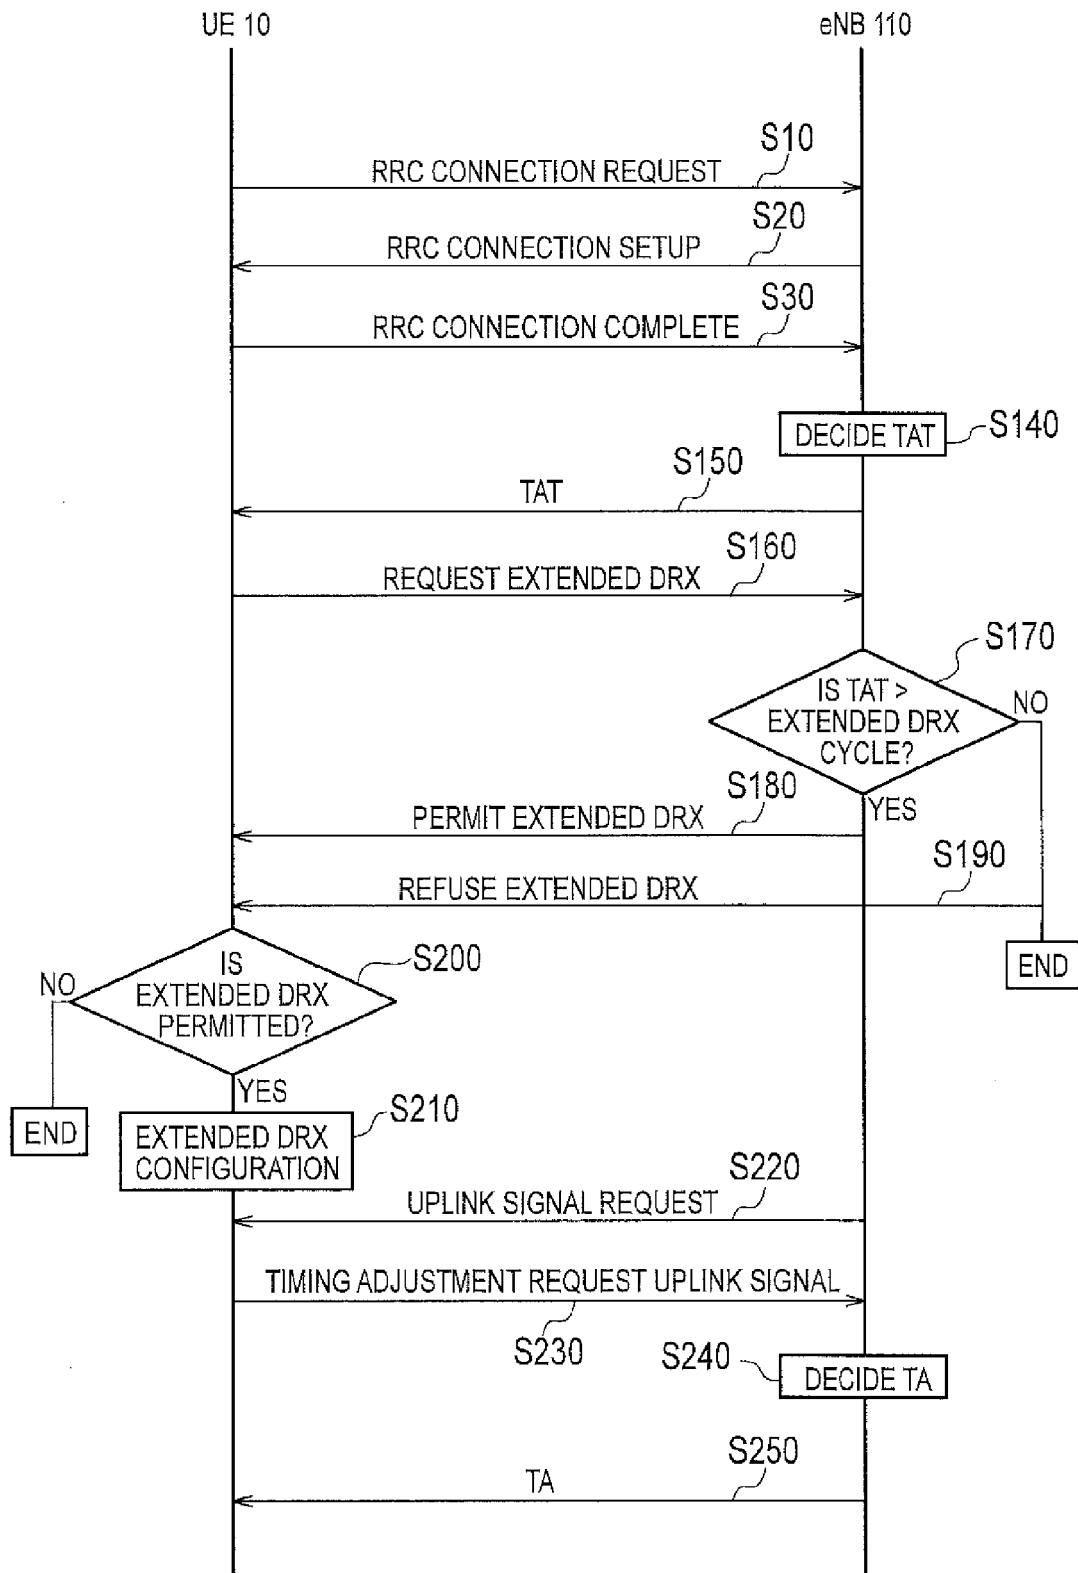 UE 10
eNB 110
S10
RRC CONNECTION REQUEST
S20
RRC CONNECTION SETUP
S30
RRC CONNECTION COMPLETE
DECIDE TAT
S140
S150
TAT
S160
REQUEST EXTENDED DRX
S170
IS TAT >
EXTENDED DRX
CYCLE?
NO
YES
S180
PERMIT EXTENDED DRX
S190
REFUSE EXTENDED DRX
END
S200
IS
EXTENDED DRX
PERMITTED?
NO
YES
END
S210
EXTENDED DRX
CONFIGURATION
S220
UPLINK SIGNAL REQUEST
TIMING ADJUSTMENT REQUEST UPLINK SIGNAL
S230
S240
DECIDE TA
S250
TA